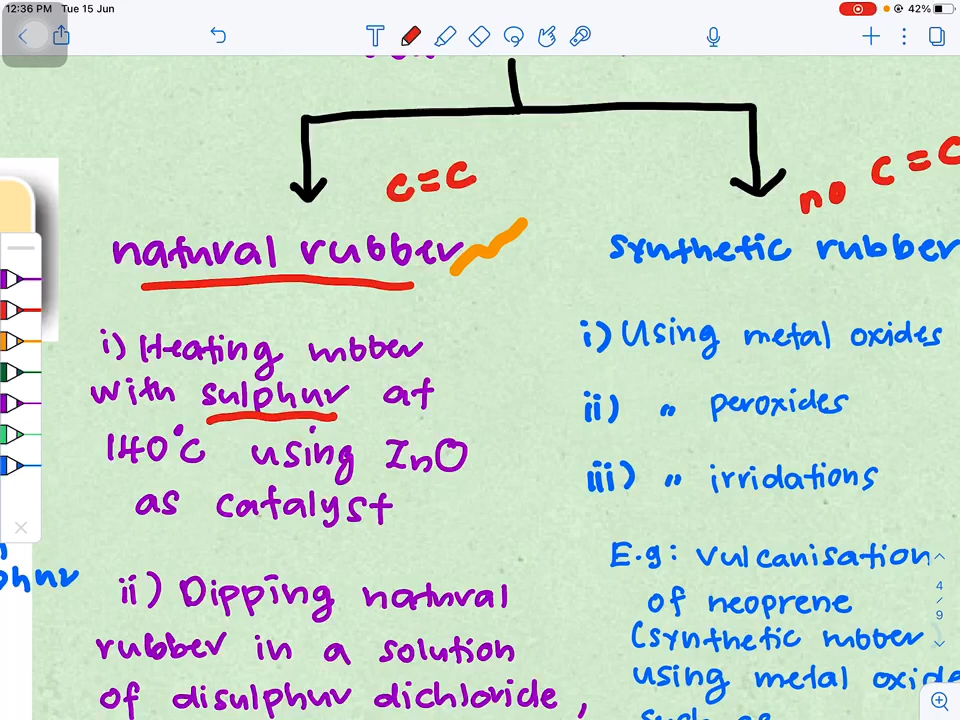 12:36 PM Tue 15 Jun
42%
C=C
no C=C
natural rubber
i) Heating rubber
with sulphur at
140°C using ZnO
as catalyst
ii) Dipping natural
rubber in a solution
of disulphur dichloride,
synthetic rubber
i) Using metal oxides
ii) " peroxides
iii) " irridations
E.g: Vulcanisation
of neoprene
(synthetic rubber
using metal oxide
such as
4/9